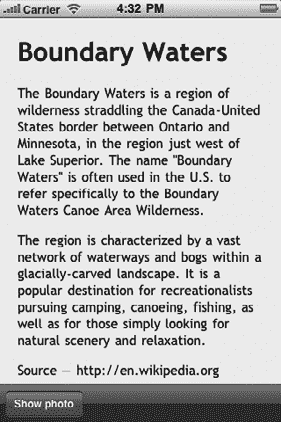 Carrier 4:32 PM
Boundary Waters
The Boundary Waters is a region of
wilderness straddling the Canada-United
States border between Ontario and
Minnesota, in the region just west of
Lake Superior. The name "Boundary
Waters" is often used in the U.S. to
refer specifically to the Boundary
Waters Canoe Area Wilderness.
The region is characterized by a vast
network of waterways and bogs within a
glacially-carved landscape. It is a
popular destination for recreationalists
pursuing camping, canoeing, fishing, as
well as for those simply looking for
natural scenery and relaxation.
Source — http://en.wikipedia.org
Show photo